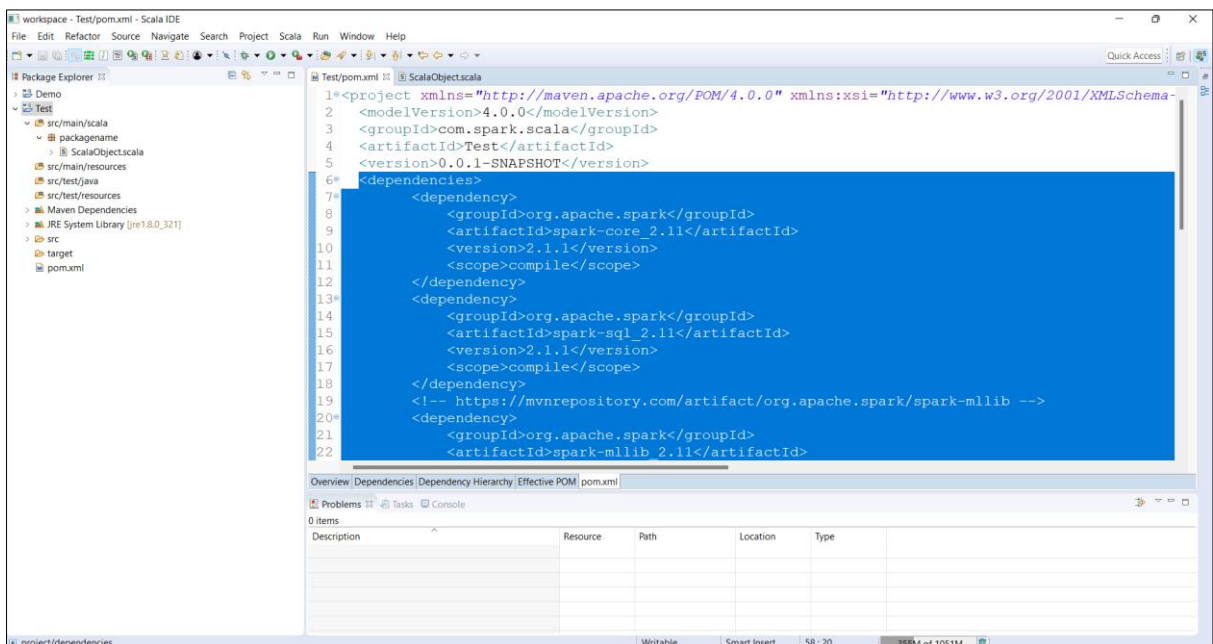 workspace - Test/pom.xml - Scala IDE
File Edit Refactor Source Navigate Search Project Scala Run Window Help
Quick Access
Package Explorer
Demo
Test
src/main/scala
packagename
ScalaObject.scala
src/main/resources
src/test/java
src/test/resources
Maven Dependencies
JRE System Library [jre1.8.0_321]
src
target
pom.xml
Test/pom.xml ScalaObject.scala
1 <project xmlns="http://maven.apache.org/POM/4.0.0" xmlns:xsi="http://www.w3.org/2001/XMLSchema-
2 <modelVersion>4.0.0</modelVersion>
3 <groupId>com.spark.scala</groupId>
4 <artifactId>Test</artifactId>
5 <version>0.0.1-SNAPSHOT</version>
6 <dependencies>
7 <dependency>
8 <groupId>org.apache.spark</groupId>
9 <artifactId>spark-core_2.11</artifactId>
10 <version>2.1.1</version>
11 <scope>compile</scope>
12 </dependency>
13 <dependency>
14 <groupId>org.apache.spark</groupId>
15 <artifactId>spark-sql_2.11</artifactId>
16 <version>2.1.1</version>
17 <scope>compile</scope>
18 </dependency>
19 <!-- https://mvnrepository.com/artifact/org.apache.spark/spark-mllib -->
20 <dependency>
21 <groupId>org.apache.spark</groupId>
22 <artifactId>spark-mllib_2.11</artifactId>
Overview Dependencies Dependency Hierarchy Effective POM pom.xml
Problems Tasks Console
0 items
Description Resource Path Location Type
project/dependencies Writable Smart Insert 58 : 20 255M of 1051M